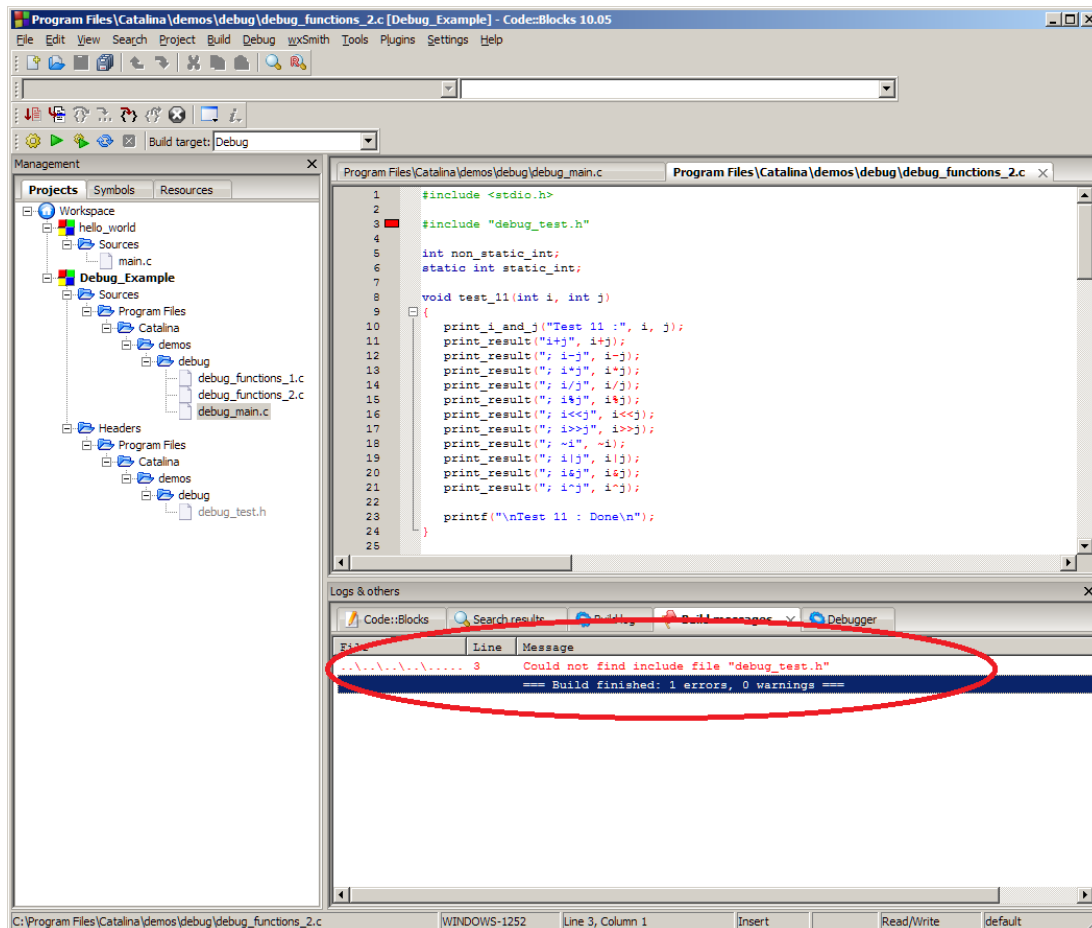 Program Files\Catalina\demos\debug\debug_functions_2.c [Debug_Example] - Code::Blocks 10.05
File Edit View Search Project Build Debug wxSmith Tools Plugins Settings Help
Build target: Debug
Management
Projects Symbols Resources
Workspace
hello_world
Sources
main.c
Debug_Example
Sources
Program Files
Catalina
demos
debug
debug_functions_1.c
debug_functions_2.c
debug_main.c
Headers
Program Files
Catalina
demos
debug
debug_test.h
Program Files\Catalina\demos\debug\debug_main.c Program Files\Catalina\demos\debug\debug_functions_2.c
1 #include <stdio.h>
2
3 #include "debug_test.h"
4
5 int non_static_int;
6 static int static_int;
7
8 void test_11(int i, int j)
9 {
10 print_i_and_j("Test 11 :", i, j);
11 print_result("i+j", i+j);
12 print_result("; i-j", i-j);
13 print_result("; i*j", i*j);
14 print_result("; i/j", i/j);
15 print_result("; i%j", i%j);
16 print_result("; i<<j", i<<j);
17 print_result("; i>>j", i>>j);
18 print_result("; ~i", ~i);
19 print_result("; i|j", i|j);
20 print_result("; i&j", i&j);
21 print_result("; i^j", i^j);
22
23 printf("\nTest 11 : Done\n");
24 }
25
Logs & others
Code::Blocks Search results Build log Build messages Debugger
File Line Message
..\..\..\..\..... 3 Could not find include file "debug_test.h"
=== Build finished: 1 errors, 0 warnings ===
C:\Program Files\Catalina\demos\debug\debug_functions_2.c WINDOWS-1252 Line 3, Column 1 Insert Read/Write default